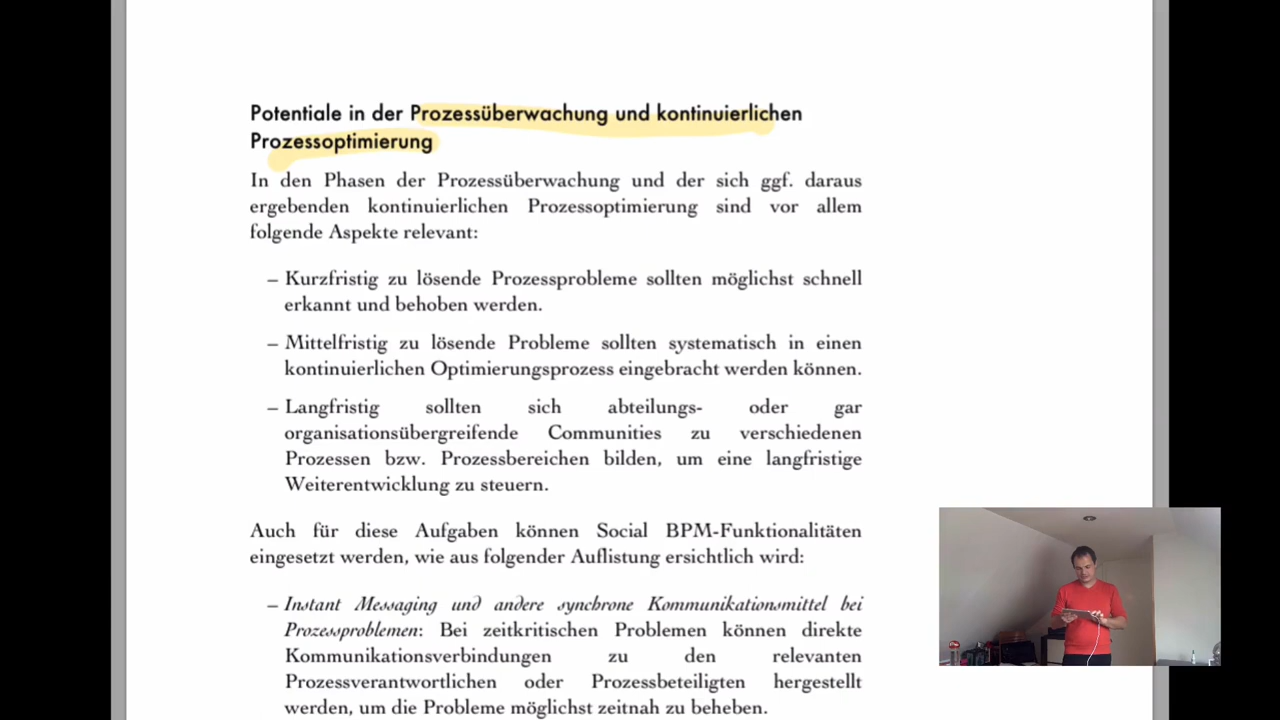 Potentiale in der Prozessüberwachung und kontinuierlichen
Prozessoptimierung
In den Phasen der Prozessüberwachung und der sich ggf. daraus
ergebenden kontinuierlichen Prozessoptimierung sind vor allem
folgende Aspekte relevant:
– Kurzfristig zu lösende Prozessprobleme sollten möglichst schnell
erkannt und behoben werden.
– Mittelfristig zu lösende Probleme sollten systematisch in einen
kontinuierlichen Optimierungsprozess eingebracht werden können.
– Langfristig sollten sich abteilungs- oder gar
organisationsübergreifende Communities zu verschiedenen
Prozessen bzw. Prozessbereichen bilden, um eine langfristige
Weiterentwicklung zu steuern.
Auch für diese Aufgaben können Social BPM-Funktionalitäten
eingesetzt werden, wie aus folgender Auflistung ersichtlich wird:
– Instant Messaging und andere synchrone Kommunikationsmittel bei
Prozessproblemen: Bei zeitkritischen Problemen können direkte
Kommunikationsverbindungen zu den relevanten
Prozessverantwortlichen oder Prozessbeteiligten hergestellt
werden, um die Probleme möglichst zeitnah zu beheben.